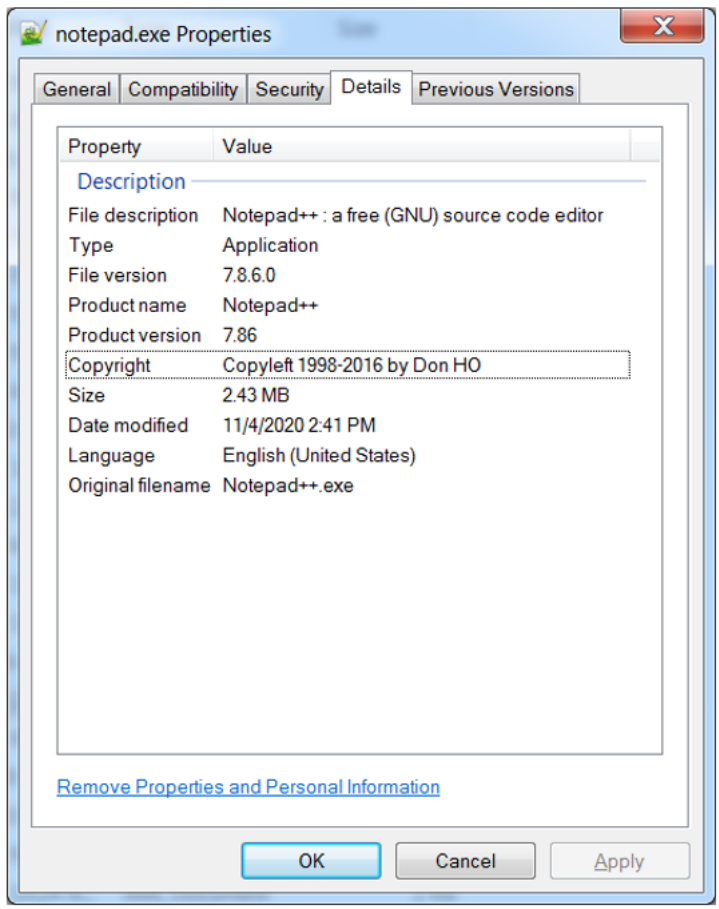 notepad.exe Properties
General Compatibility Security Details Previous Versions
Property Value
Description
File description Notepad++ : a free (GNU) source code editor
Type Application
File version 7.8.6.0
Product name Notepad++
Product version 7.86
Copyright Copyleft 1998-2016 by Don HO
Size 2.43 MB
Date modified 11/4/2020 2:41 PM
Language English (United States)
Original filename Notepad++.exe
Remove Properties and Personal Information
OK Cancel Apply